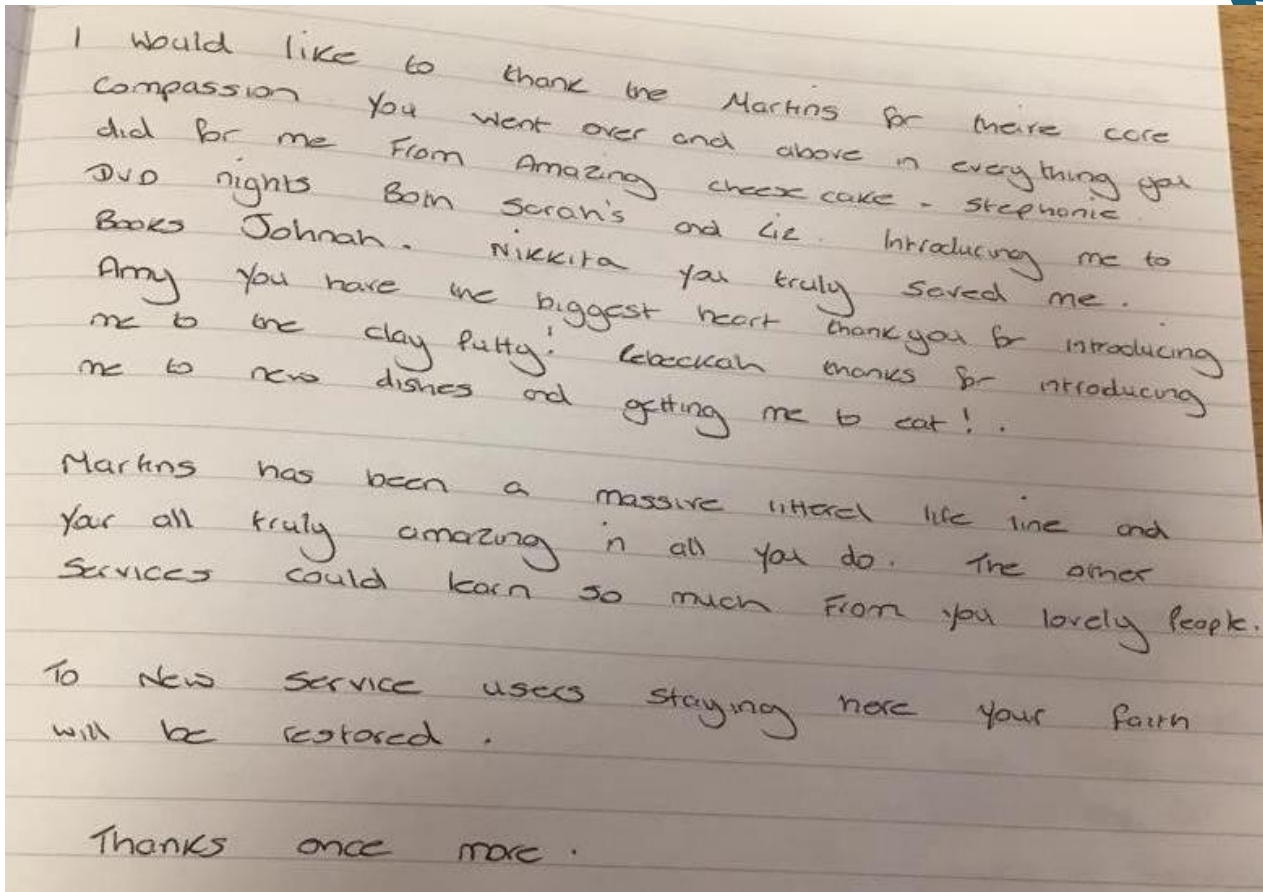 I would like to thank the Martins for theire care
Compassion You went over and above in everything you
did for me From Amazing cheese cake - Stephanie.
DVD nights Both Sarah's and Liz. Introducing me to
Books Johnah. Nikkita you truly saved me.
Amy You have the biggest heart thank you for introducing
me to the clay Putty! Rebeckah thanks for introducing
me to new dishes and getting me to eat!.
Martins has been a massive litteral life line and
Your all truly amazing in all you do. The other
Services could learn so much From you lovely People.
To New Service users staying here your faith
will be restored.
Thanks once more.